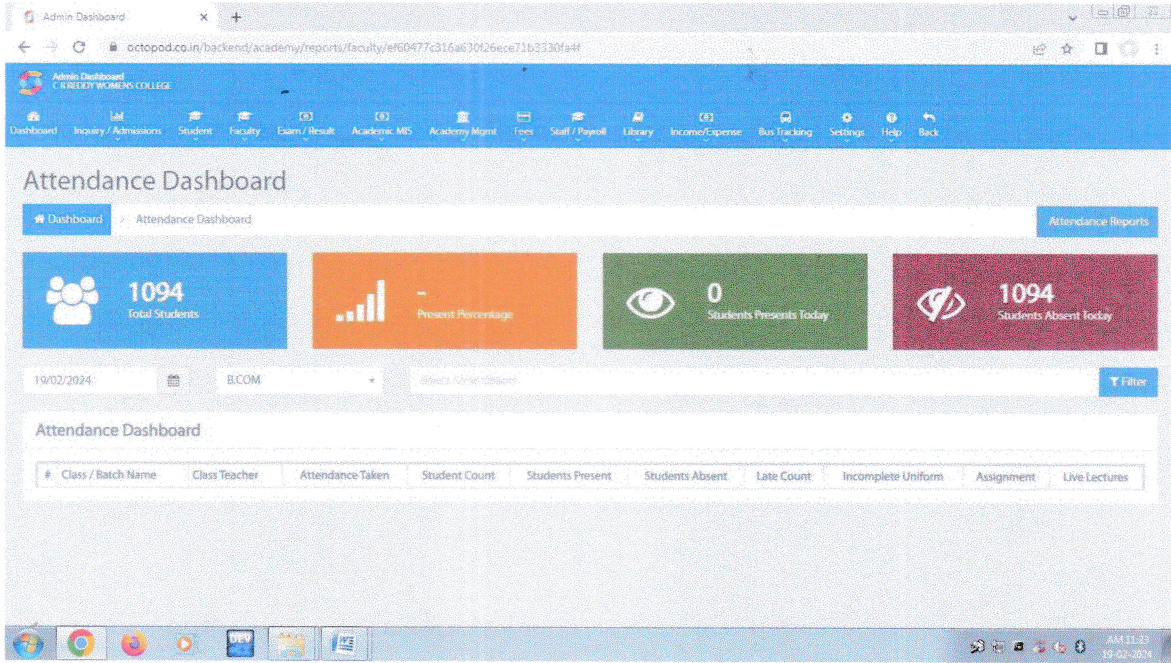 Admin Dashboard
octopod.co.in/backend/academy/reports/faculty/ef60477c316a630f26ece71b3330fa4f
Admin Dashboard
C R REDDY WOMENS COLLEGE
Dashboard Inquiry / Admissions Student Faculty Exam / Result Academic MIS Academy Mgmt Fees Staff / Payroll Library Income/Expense Bus Tracking Settings Help Back
Attendance Dashboard
Dashboard > Attendance Dashboard Attendance Reports
1094
Total Students
-
Present Percentage
0
Students Presents Today
1094
Students Absent Today
19/02/2024 B.COM. Filter
Attendance Dashboard
# Class / Batch Name Class Teacher Attendance Taken Student Count Students Present Students Absent Late Count Incomplete Uniform Assignment Live Lectures
DEV
AM 11:23
19-02-2024